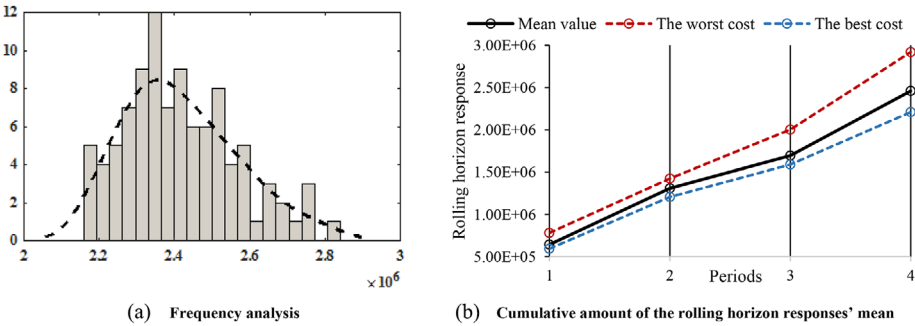 12
10
8
6
4
2
0
2 2.2 2.4 2.6 2.8 3
×10⁶
(a) Frequency analysis
Mean value The worst cost The best cost
Rolling horizon response
3.00E+06
2.50E+06
2.00E+06
1.50E+06
1.00E+06
5.00E+05
1 2 3 4
Periods
(b) Cumulative amount of the rolling horizon responses' mean